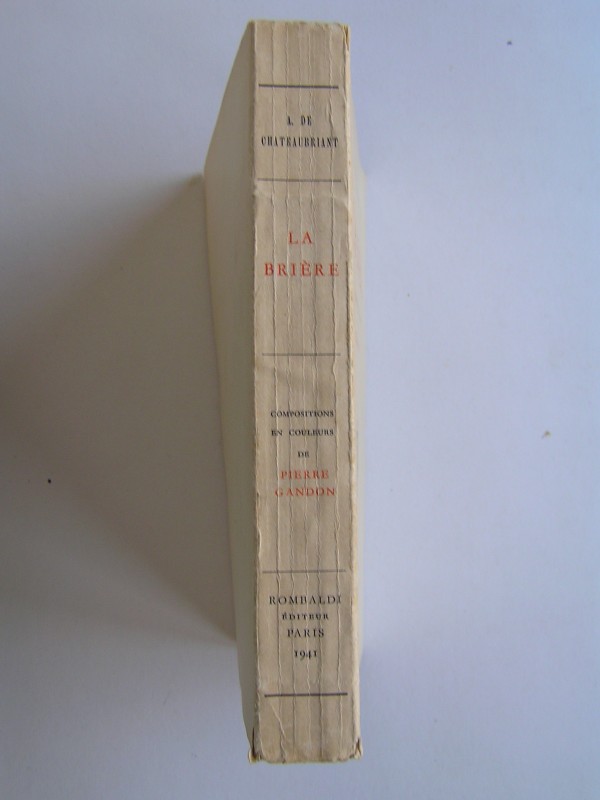 A. DE
CHATEAUBRIANT
LA
BRIÈRE
COMPOSITIONS
EN COULEURS
DE
PIERRE
GANDON
ROMBALDI
ÉDITEUR
PARIS
1941